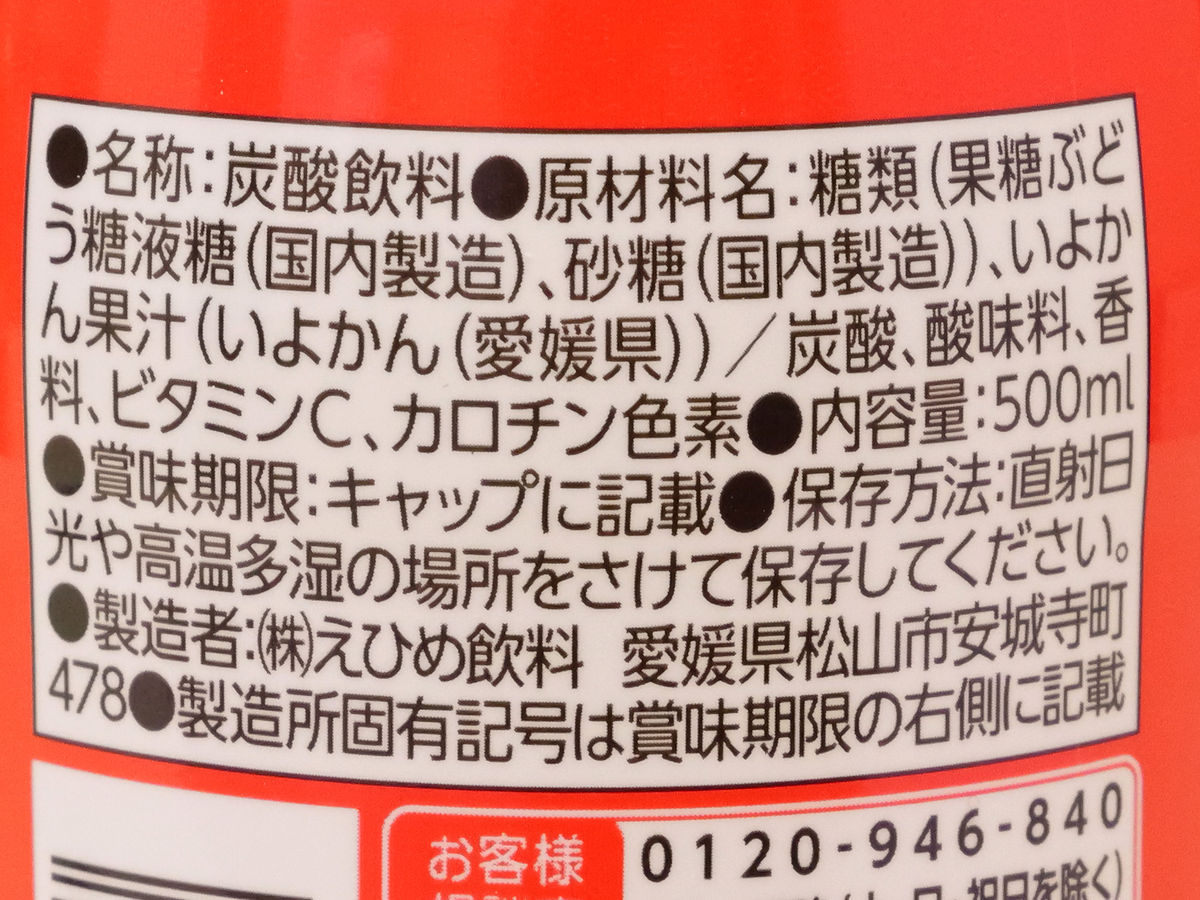 ●名称:炭酸飲料●原材料名:糖類(果糖ぶど
う糖液糖(国内製造)、砂糖(国内製造))、いよか
ん果汁(いよかん(愛媛県))/炭酸、酸味料、香
料、ビタミンC、カロチン色素●内容量:500ml
●賞味期限:キャップに記載●保存方法:直射日
光や高温多湿の場所をさけて保存してください。
●製造者:㈱えひめ飲料 愛媛県松山市安城寺町
478●製造所固有記号は賞味期限の右側に記載
お客様
0120-946-840
祝日を除く)